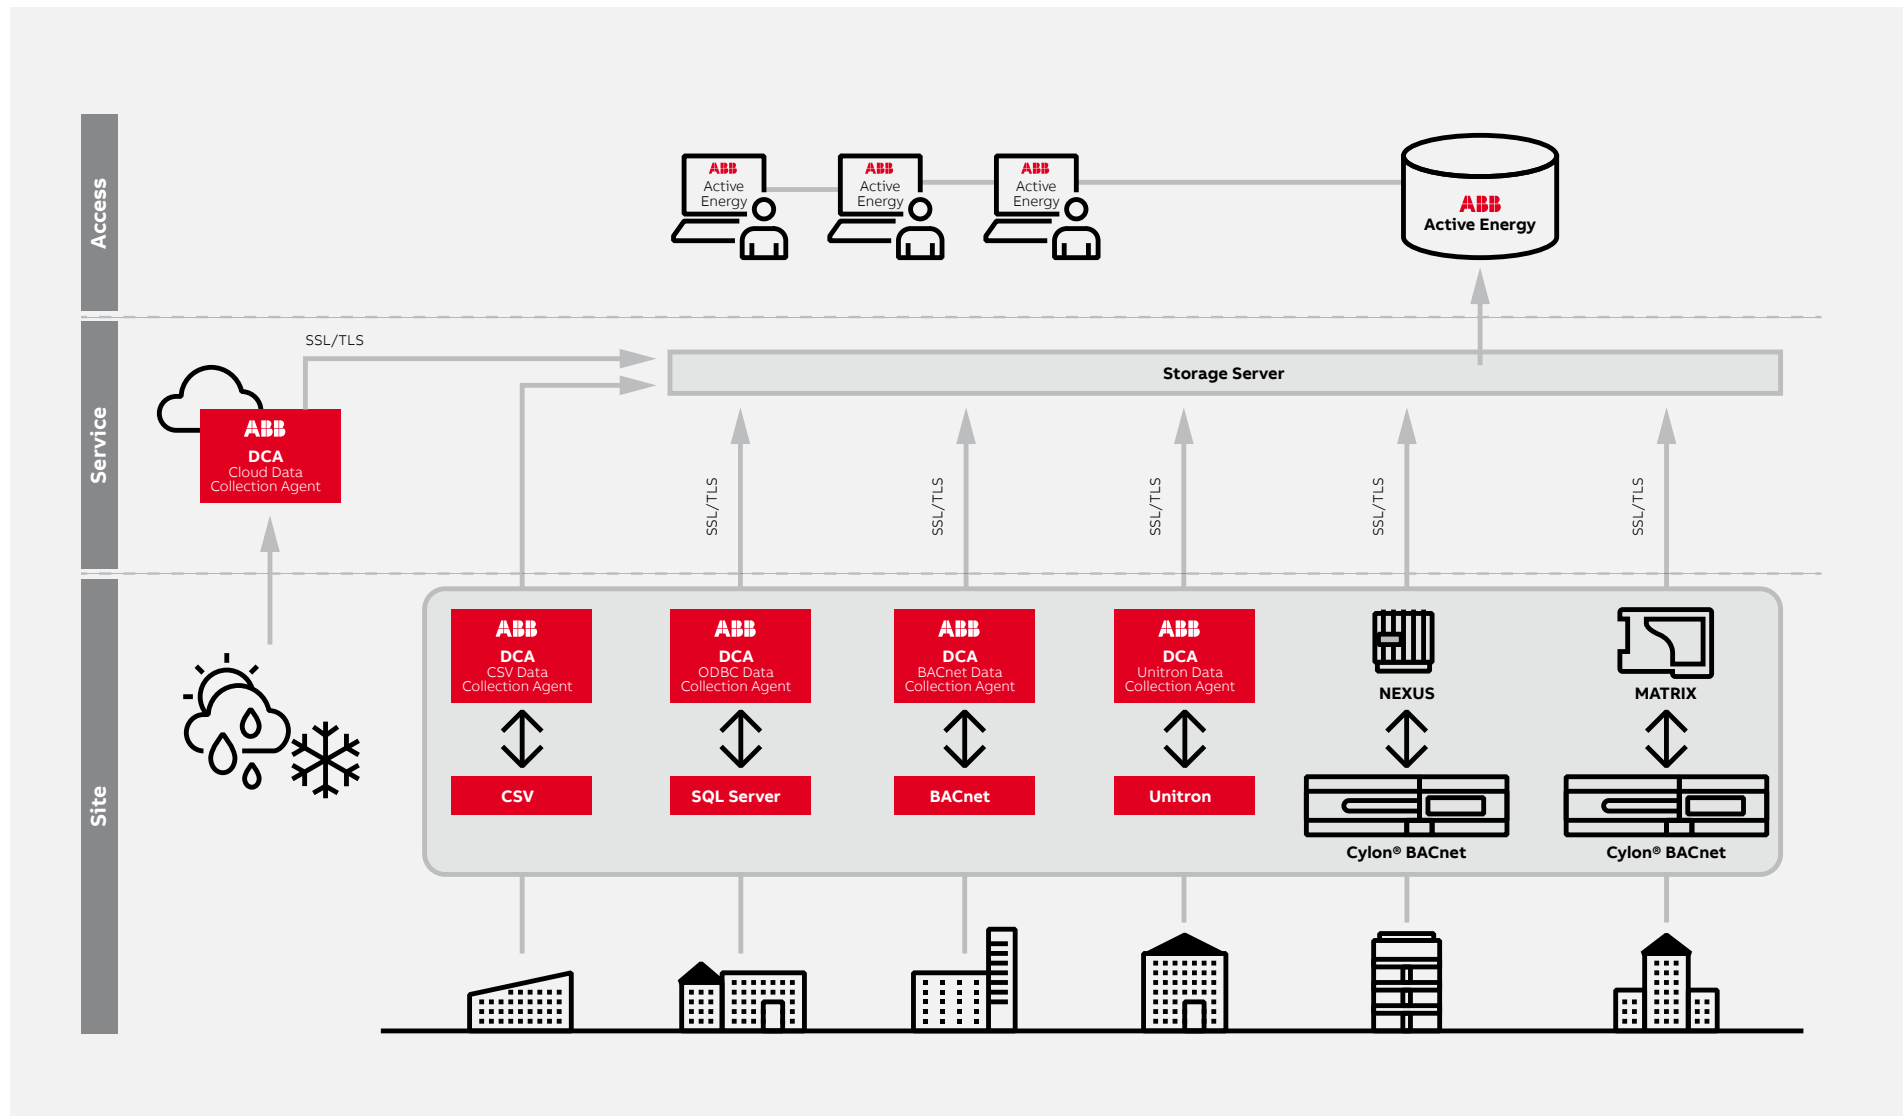 Access
ABB
Active
Energy
ABB
Active
Energy
ABB
Active
Energy
ABB
Active Energy
Service
SSL/TLS
Storage Server
ABB
DCA
Cloud Data
Collection Agent
SSL/TLS
SSL/TLS
SSL/TLS
SSL/TLS
SSL/TLS
Site
ABB
DCA
CSV Data
Collection Agent
ABB
DCA
ODBC Data
Collection Agent
ABB
DCA
BACnet Data
Collection Agent
ABB
DCA
Unitron Data
Collection Agent
NEXUS
MATRIX
CSV
SQL Server
BACnet
Unitron
Cylon® BACnet
Cylon® BACnet